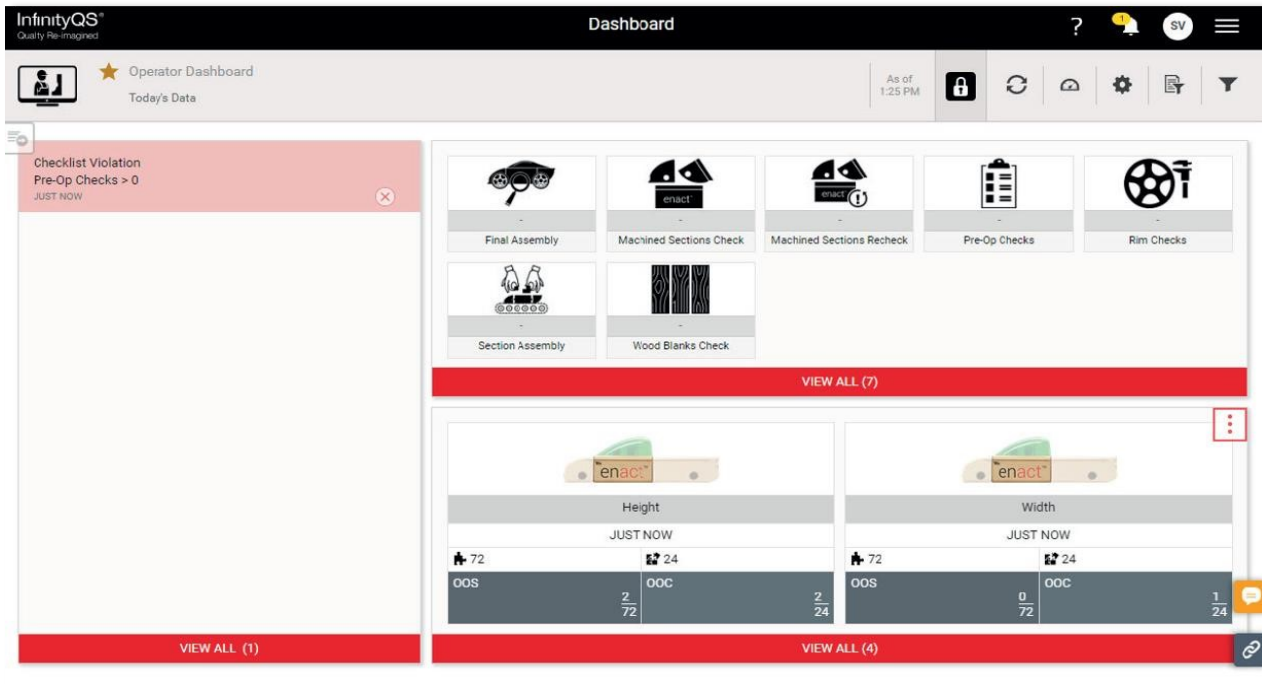 InfinityQS®
Quality Re-imagined
Dashboard
?
1
SV
Operator Dashboard
Today's Data
As of
1:25 PM
Checklist Violation
Pre-Op Checks > 0
JUST NOW
VIEW ALL (1)
enact
enact
-
-
-
-
-
Final Assembly
Machined Sections Check
Machined Sections Recheck
Pre-Op Checks
Rim Checks
-
-
Section Assembly
Wood Blanks Check
VIEW ALL (7)
enact
enact
Height
Width
JUST NOW
JUST NOW
72
24
72
24
OOS
2/72
OOC
2/24
OOS
0/72
OOC
1/24
VIEW ALL (4)